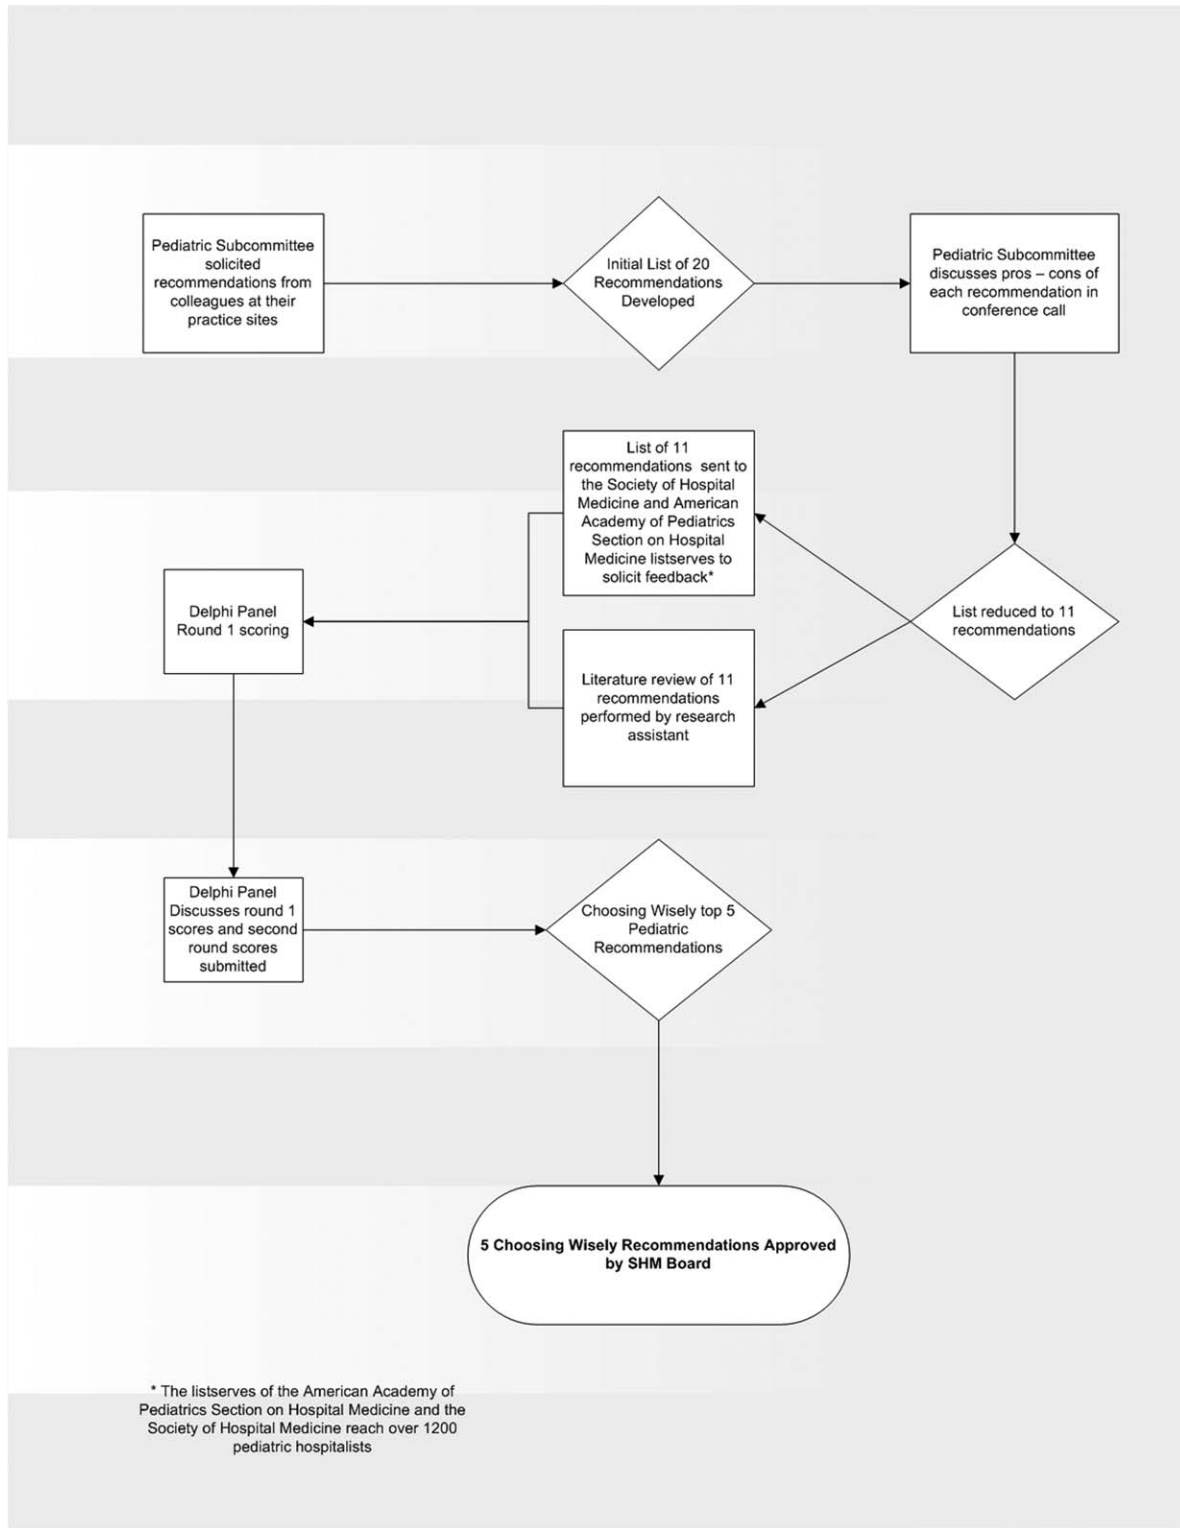 Pediatric Subcommittee
solicited
recommendations from
colleagues at their
practice sites
Initial List of 20
Recommendations
Developed
Pediatric Subcommittee
discusses pros – cons of
each recommendation in
conference call
List of 11
recommendations sent to
the Society of Hospital
Medicine and American
Academy of Pediatrics
Section on Hospital
Medicine listserves to
solicit feedback*
List reduced to 11
recommendations
Delphi Panel
Round 1 scoring
Literature review of 11
recommendations
performed by research
assistant
Delphi Panel
Discusses round 1
scores and second
round scores
submitted
Choosing Wisely top 5
Pediatric
Recommendations
5 Choosing Wisely Recommendations Approved
by SHM Board
* The listserves of the American Academy of
Pediatrics Section on Hospital Medicine and the
Society of Hospital Medicine reach over 1200
pediatric hospitalists